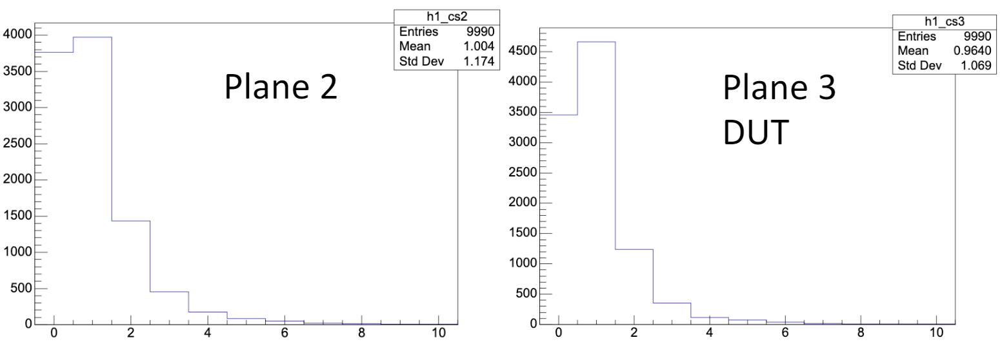 h1_cs2
Entries 9990
Mean 1.004
Std Dev 1.174
Plane 2
4000
3500
3000
2500
2000
1500
1000
500
0
0 2 4 6 8 10
h1_cs3
Entries 9990
Mean 0.9640
Std Dev 1.069
Plane 3
DUT
4500
4000
3500
3000
2500
2000
1500
1000
500
0
0 2 4 6 8 10